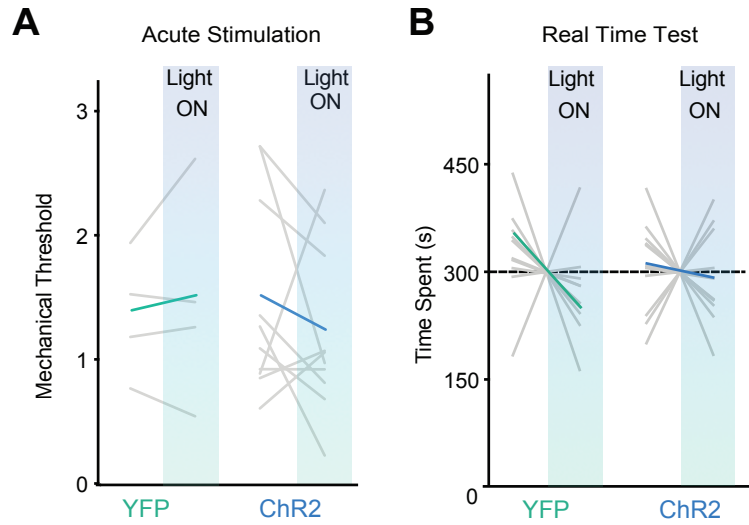 A
Acute Stimulation
Light
ON
Light
ON
Mechanical Threshold
3
2
1
0
YFP
ChR2
B
Real Time Test
Light
ON
Light
ON
Time Spent (s)
450
300
150
0
YFP
ChR2